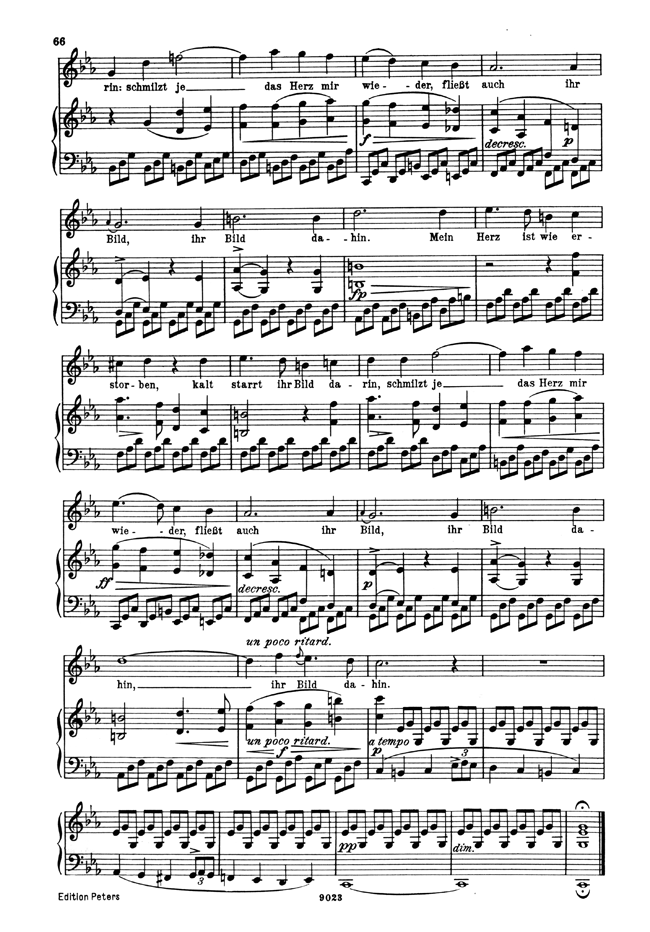 66
rin: schmilzt je das Herz mir wie - - der, fließt auch ihr
f decresc. p
Bild, ihr Bild da - hin. Mein Herz ist wie er -
fp
stor - ben, kalt starrt ihr Bild da - rin, schmilzt je das Herz mir
wie - - der, fließt auch ihr Bild, ihr Bild da -
ff decresc. p
un poco ritard.
hin, ihr Bild da - hin.
un poco ritard. f a tempo p 3
3 pp dim.
Edition Peters 9023